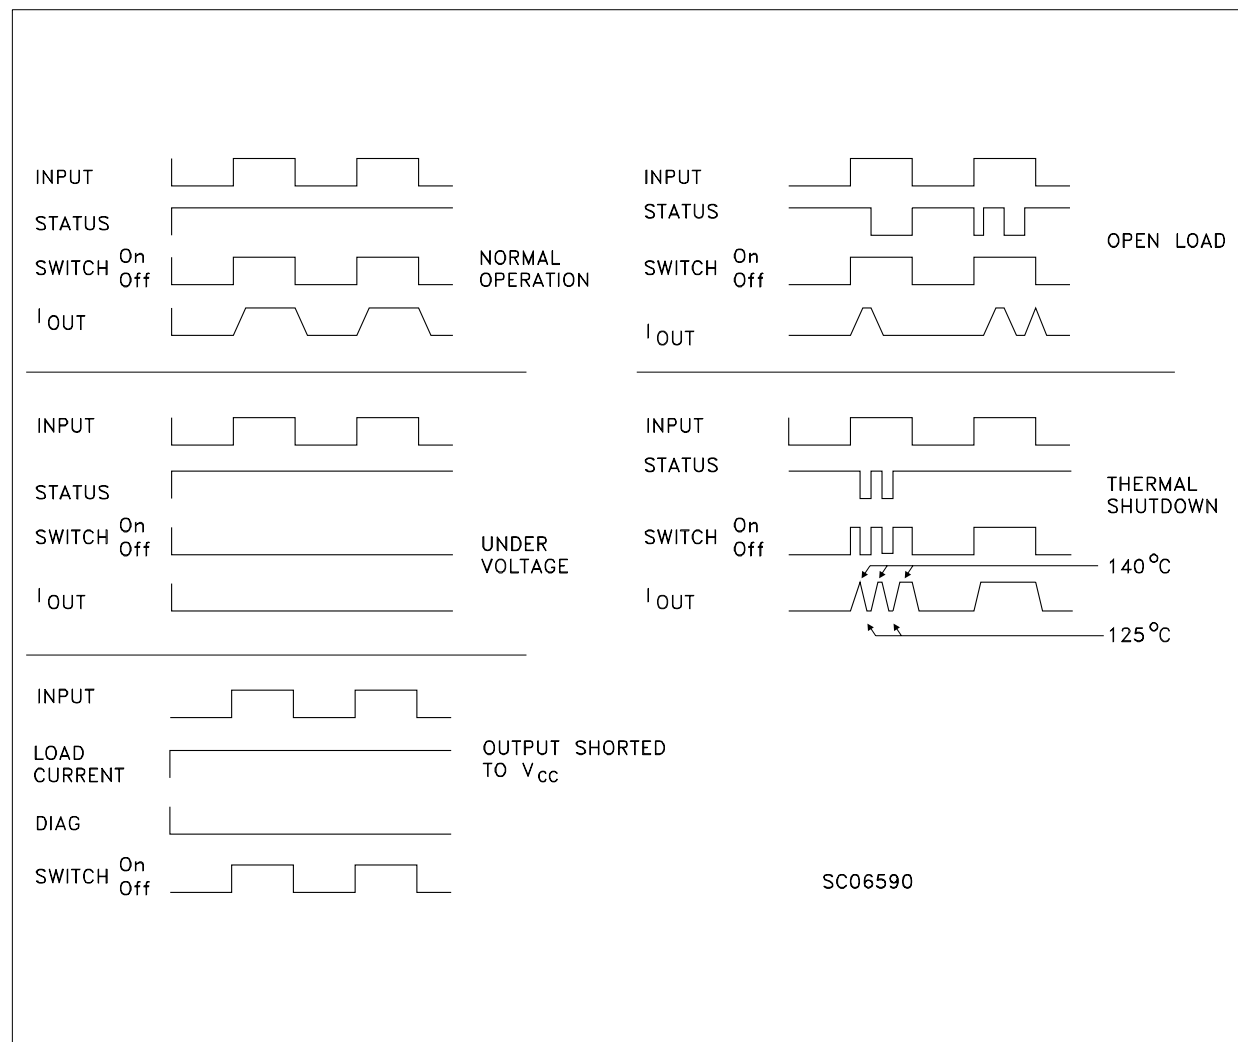 INPUT
STATUS
SWITCH On
Off
I OUT
NORMAL
OPERATION
INPUT
STATUS
SWITCH On
Off
I OUT
OPEN LOAD
INPUT
STATUS
SWITCH On
Off
I OUT
UNDER
VOLTAGE
INPUT
STATUS
SWITCH On
Off
I OUT
THERMAL
SHUTDOWN
140°C
125°C
INPUT
LOAD
CURRENT
DIAG
SWITCH On
Off
OUTPUT SHORTED
TO VCC
SC06590